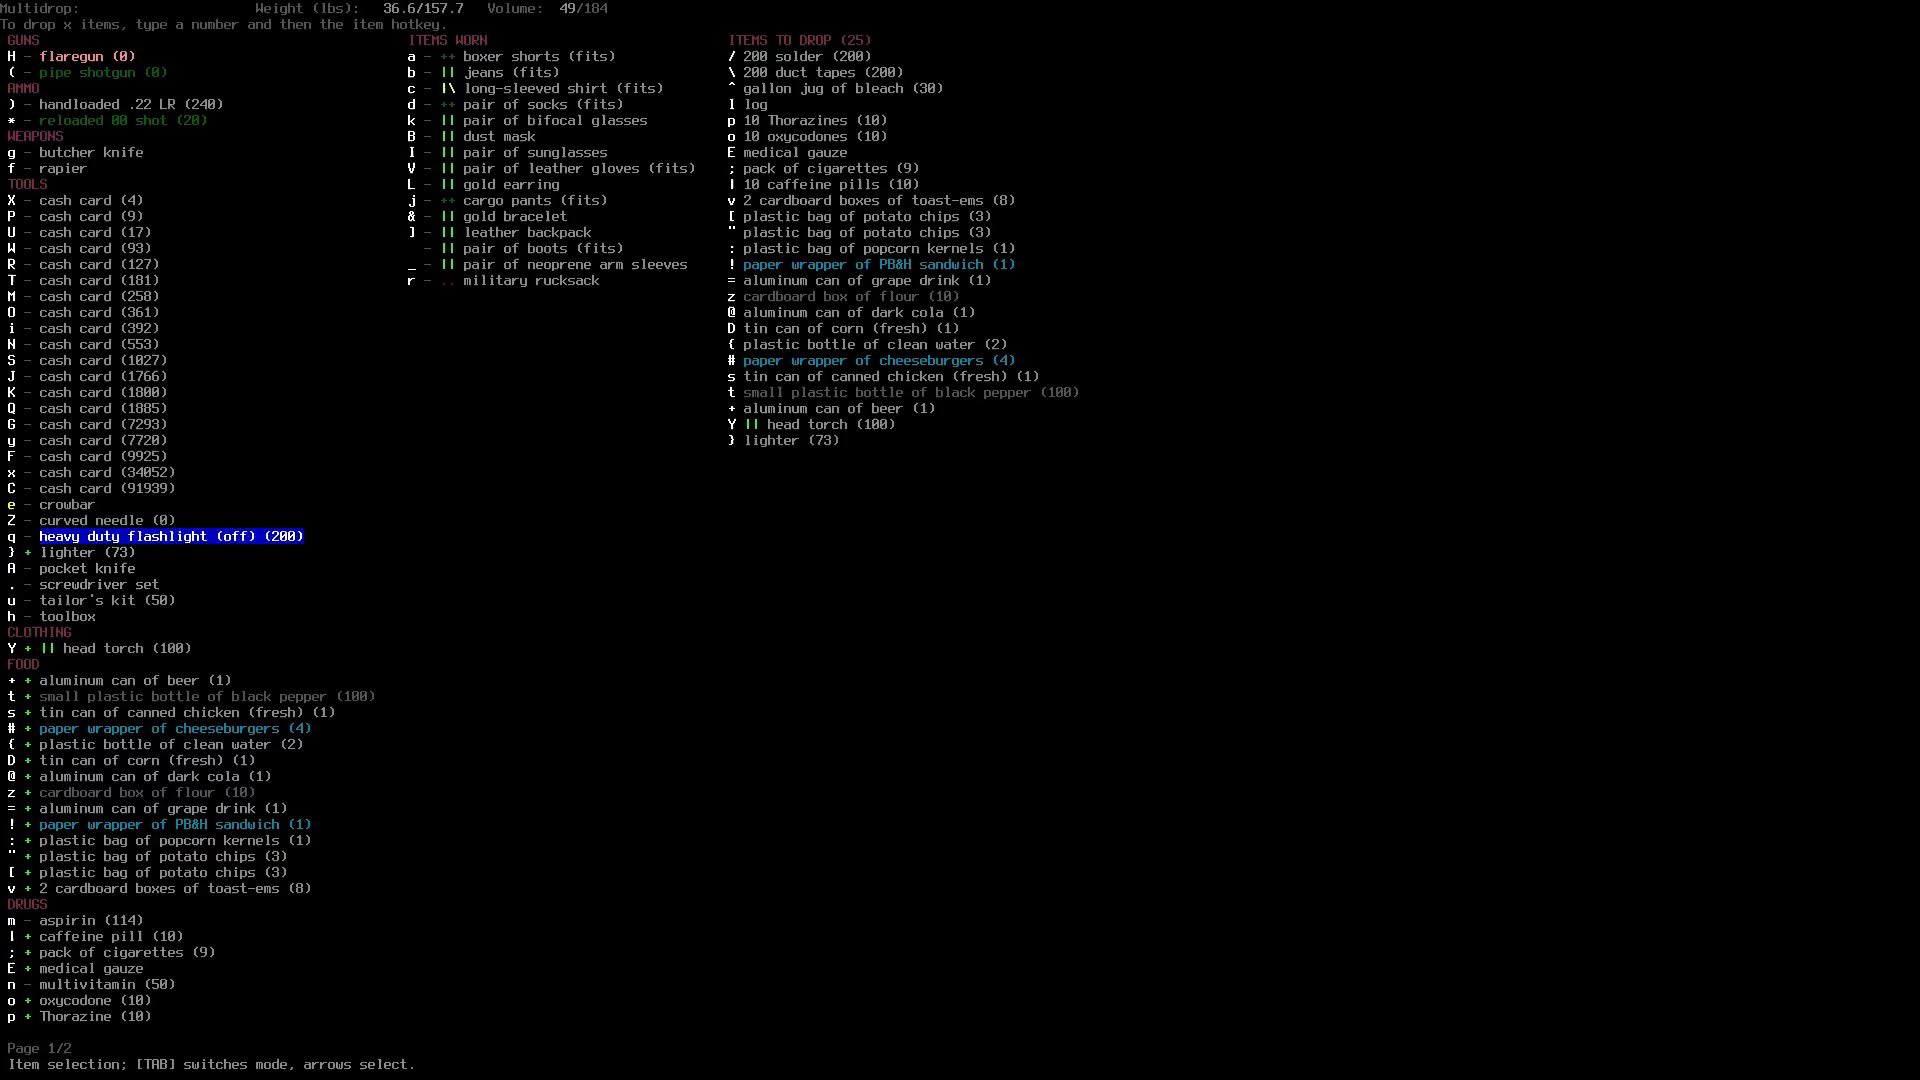 Multidrop: Weight (lbs): 36.6/157.7 Volume: 49/184
To drop x items, type a number and then the item hotkey.
GUNS
H - flaregun (0)
( - pipe shotgun (0)
AMMO
) - handloaded .22 LR (240)
* - reloaded 00 shot (20)
WEAPONS
g - butcher knife
f - rapier
TOOLS
X - cash card (4)
P - cash card (9)
U - cash card (17)
W - cash card (93)
R - cash card (127)
T - cash card (181)
M - cash card (258)
O - cash card (361)
i - cash card (392)
N - cash card (553)
S - cash card (1027)
J - cash card (1766)
K - cash card (1800)
Q - cash card (1885)
G - cash card (7293)
y - cash card (7720)
F - cash card (9925)
x - cash card (34052)
C - cash card (91939)
e - crowbar
Z - curved needle (0)
q - heavy duty flashlight (off) (200)
} + lighter (73)
A - pocket knife
. - screwdriver set
u - tailor's kit (50)
h - toolbox
CLOTHING
Y + || head torch (100)
FOOD
+ + aluminum can of beer (1)
t + small plastic bottle of black pepper (100)
s + tin can of canned chicken (fresh) (1)
# + paper wrapper of cheeseburgers (4)
{ + plastic bottle of clean water (2)
D + tin can of corn (fresh) (1)
@ + aluminum can of dark cola (1)
z + cardboard box of flour (10)
= + aluminum can of grape drink (1)
! + paper wrapper of PB&H sandwich (1)
: + plastic bag of popcorn kernels (1)
" + plastic bag of potato chips (3)
[ + plastic bag of potato chips (3)
v + 2 cardboard boxes of toast-ems (8)
DRUGS
m - aspirin (114)
| + caffeine pill (10)
; + pack of cigarettes (9)
E + medical gauze
n - multivitamin (50)
o + oxycodone (10)
p + Thorazine (10)
ITEMS WORN
a - ++ boxer shorts (fits)
b - || jeans (fits)
c - |\ long-sleeved shirt (fits)
d - ++ pair of socks (fits)
k - || pair of bifocal glasses
B - || dust mask
I - || pair of sunglasses
V - || pair of leather gloves (fits)
L - || gold earring
j - ++ cargo pants (fits)
& - || gold bracelet
] - || leather backpack
- || pair of boots (fits)
_ - || pair of neoprene arm sleeves
r - .. military rucksack
ITEMS TO DROP (25)
/ 200 solder (200)
\ 200 duct tapes (200)
^ gallon jug of bleach (30)
l log
p 10 Thorazines (10)
o 10 oxycodones (10)
E medical gauze
; pack of cigarettes (9)
| 10 caffeine pills (10)
v 2 cardboard boxes of toast-ems (8)
[ plastic bag of potato chips (3)
" plastic bag of potato chips (3)
: plastic bag of popcorn kernels (1)
! paper wrapper of PB&H sandwich (1)
= aluminum can of grape drink (1)
z cardboard box of flour (10)
@ aluminum can of dark cola (1)
D tin can of corn (fresh) (1)
{ plastic bottle of clean water (2)
# paper wrapper of cheeseburgers (4)
s tin can of canned chicken (fresh) (1)
t small plastic bottle of black pepper (100)
+ aluminum can of beer (1)
Y || head torch (100)
} lighter (73)
Page 1/2
Item selection; [TAB] switches mode, arrows select.